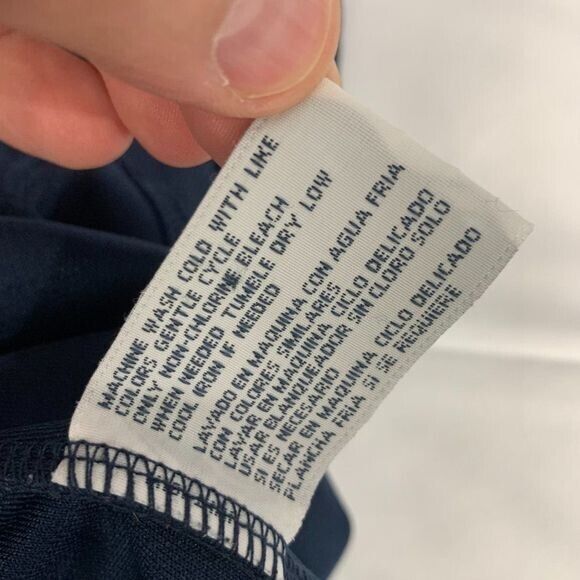 MACHINE WASH COLD WITH LIKE
COLORS GENTLE CYCLE
ONLY NON-CHLORINE BLEACH
WHEN NEEDED TUMBLE DRY LOW
COOL IRON IF NEEDED
LAVADO EN MAQUINA CON AGUA FRIA
CON COLORES SIMILARES
LAVAR EN MAQUINA CICLO DELICADO
USAR BLANQUEADOR SIN CLORO SOLO
SI ES NECESARIO
SECAR EN MAQUINA CICLO DELICADO
PLANCHA FRIA SI SE REQUIERE